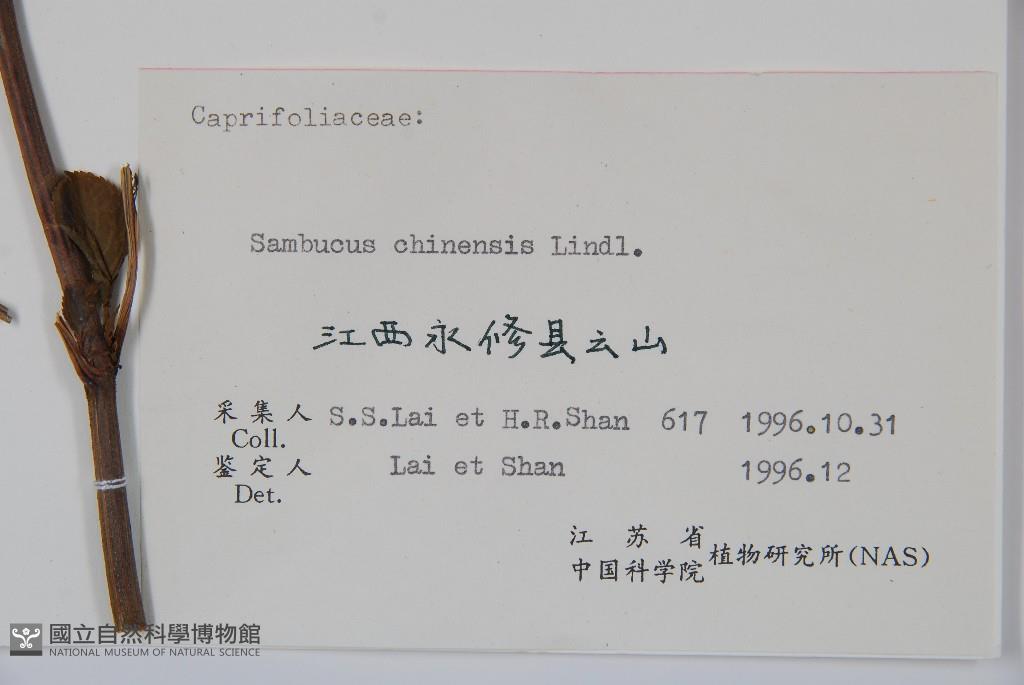 Caprifoliaceae:
Sambucus chinensis Lindl.
江西永修县云山
采集人 S.S.Lai et H.R.Shan 617 1996.10.31
Coll.
鉴定人 Lai et Shan 1996.12
Det.
江苏省
中国科学院 植物研究所(NAS)
國立自然科學博物館
NATIONAL MUSEUM OF NATURAL SCIENCE